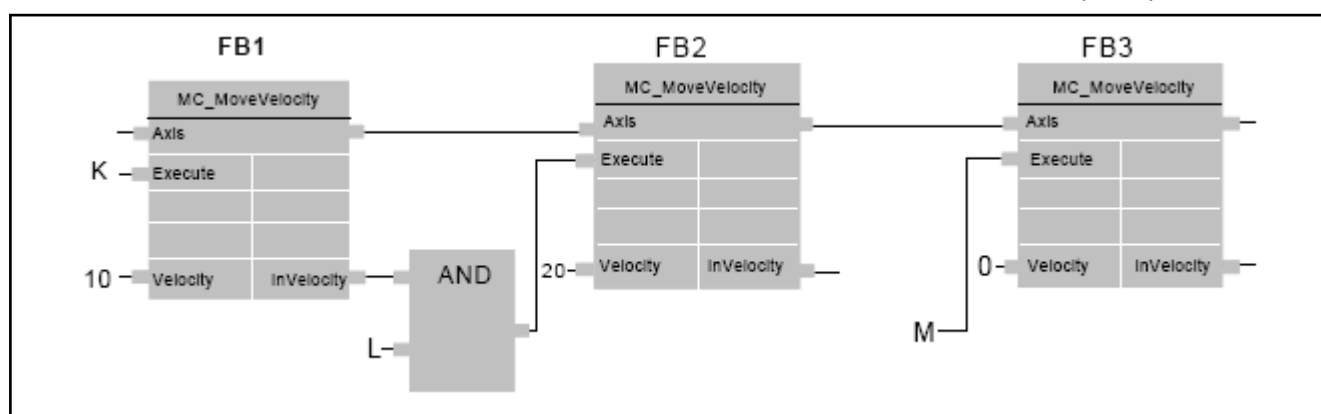 FB1
FB2
FB3
MC_MoveVelocity
MC_MoveVelocity
MC_MoveVelocity
Axis
Axis
Axis
K
Execute
Execute
Execute
10
Velocity
InVelocity
AND
20
Velocity
InVelocity
0
Velocity
InVelocity
L
M